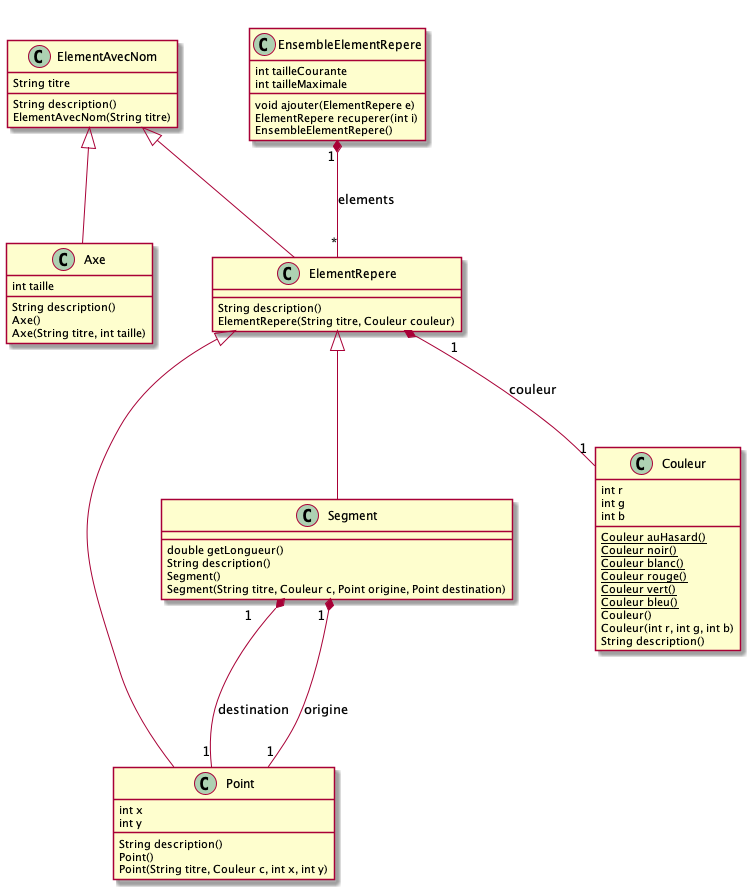 C ElementAvecNom
String titre
String description()
ElementAvecNom(String titre)
C EnsembleElementRepere
int tailleCourante
int tailleMaximale
void ajouter(ElementRepere e)
ElementRepere recuperer(int i)
EnsembleElementRepere()
1
elements
*
C Axe
int taille
String description()
Axe()
Axe(String titre, int taille)
C ElementRepere
String description()
ElementRepere(String titre, Couleur couleur)
1
couleur
1
C Couleur
int r
int g
int b
Couleur auHasard()
Couleur noir()
Couleur blanc()
Couleur rouge()
Couleur vert()
Couleur bleu()
Couleur()
Couleur(int r, int g, int b)
String description()
C Segment
double getLongueur()
String description()
Segment()
Segment(String titre, Couleur c, Point origine, Point destination)
1
1
destination
origine
1
1
C Point
int x
int y
String description()
Point()
Point(String titre, Couleur c, int x, int y)